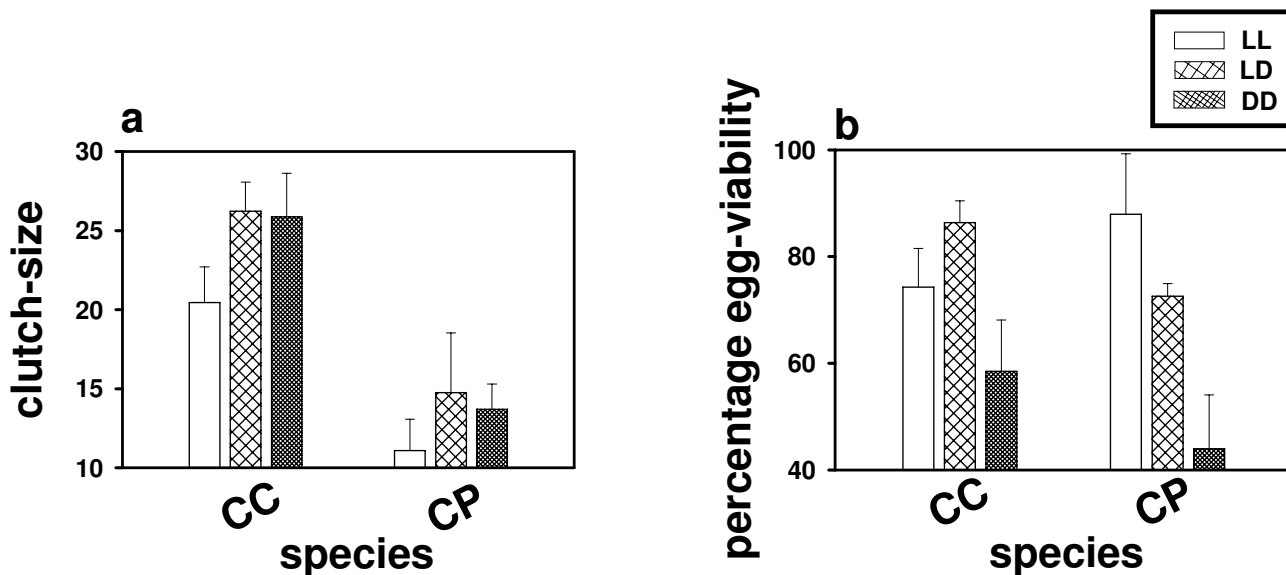 LL
LD
DD
a
30
25
20
15
10
clutch-size
CC CP
species
b
100
80
60
40
percentage egg-viability
CC CP
species